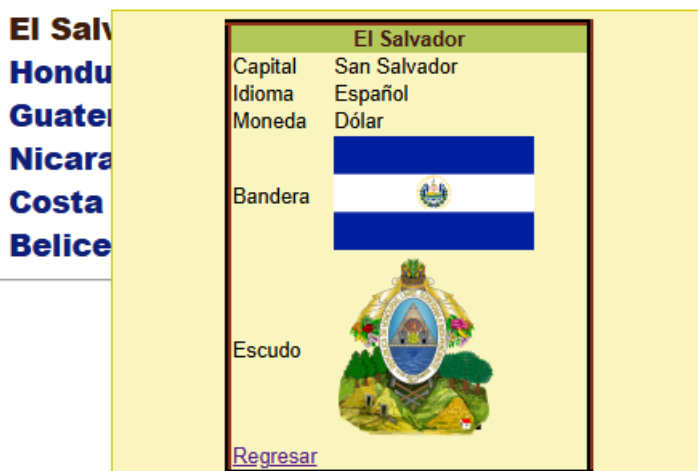 El Salv
Hondu
Guater
Nicara
Costa
Belice
El Salvador
Capital San Salvador
Idioma Español
Moneda Dólar
Bandera
Escudo
Regresar